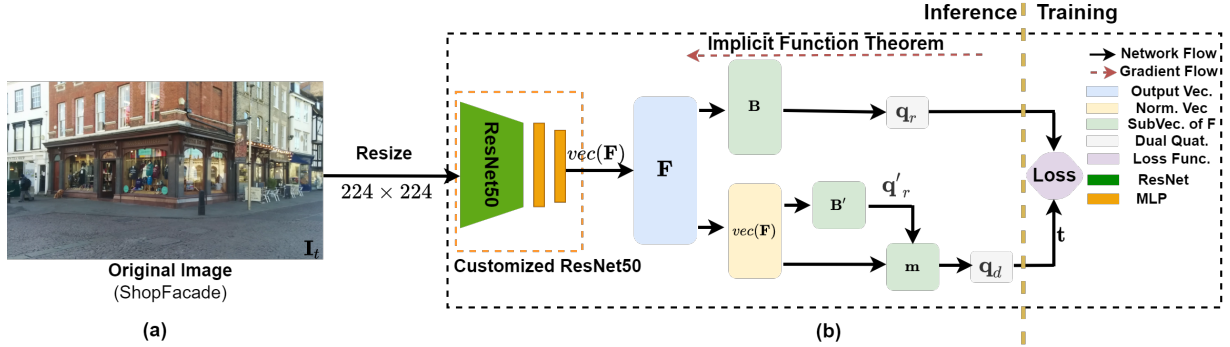 Inference Training
Implicit Function Theorem
Network Flow
Gradient Flow
Output Vec.
Norm. Vec
SubVec. of F
Dual Quat.
Loss Func.
ResNet
MLP
Resize
224 × 224
ResNet50
vec(F)
F
B
q_r
Loss
vec(F)
B′
q′_r
m
q_d
t
Customized ResNet50
I_t
Original Image
(ShopFacade)
(a)
(b)